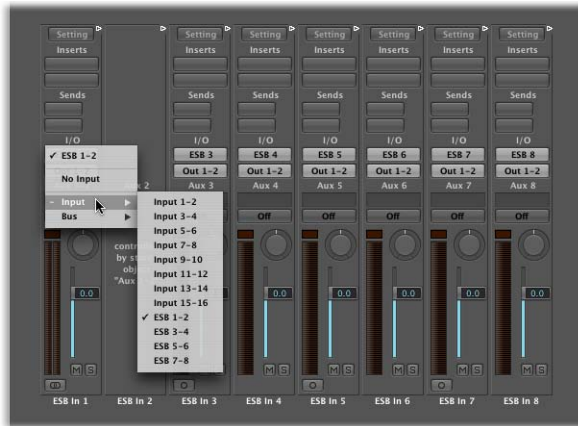 Setting Setting Setting Setting Setting Setting Setting
Inserts Inserts Inserts Inserts Inserts Inserts Inserts
Sends Sends Sends Sends Sends Sends Sends
I/O I/O I/O I/O I/O I/O I/O
✓ ESB 1-2
No Input
– Input
Bus
ESB 3 ESB 4 ESB 5 ESB 6 ESB 7 ESB 8
Out 1-2 Out 1-2 Out 1-2 Out 1-2 Out 1-2 Out 1-2
2 Aux 3 Aux 4 Aux 5 Aux 6 Aux 7 Aux 8
Off Off Off Off Off
Input 1-2
Input 3-4
Input 5-6
Input 7-8
Input 9-10
Input 11-12
Input 13-14
Input 15-16
✓ ESB 1-2
ESB 3-4
ESB 5-6
ESB 7-8
by
"Aux
0.0 0.0 0.0 0.0 0.0 0.0 0.0
M S M S M S M S M S M S
ESB In 1 ESB In 2 ESB In 3 ESB In 4 ESB In 5 ESB In 6 ESB In 7 ESB In 8